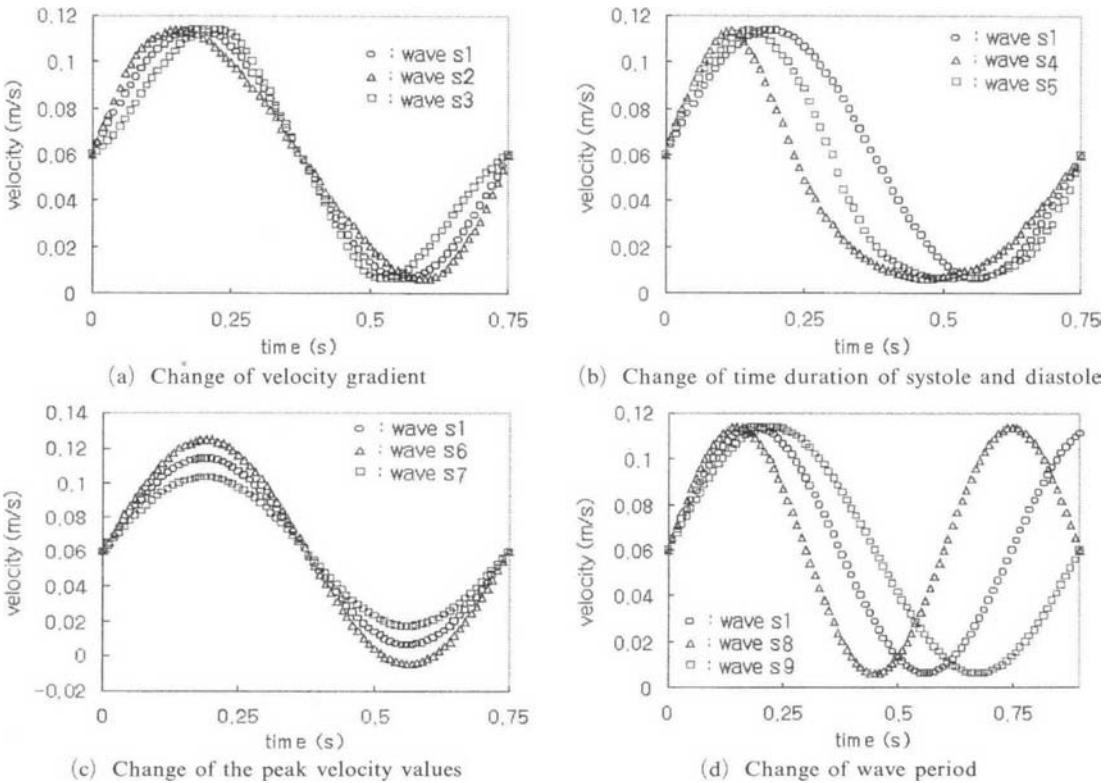 0.12
0.1
0.08
0.06
0.04
0.02
0
velocity (m/s)
○ : wave s1
△ : wave s2
□ : wave s3
0 0.25 0.5 0.75
time (s)
(a) Change of velocity gradient
0.12
0.1
0.08
0.06
0.04
0.02
0
velocity (m/s)
○ : wave s1
△ : wave s4
□ : wave s5
0 0.25 0.5 0.75
time (s)
(b) Change of time duration of systole and diastole
0.14
0.12
0.1
0.08
0.06
0.04
0.02
0
-0.02
velocity (m/s)
○ : wave s1
△ : wave s6
□ : wave s7
0 0.25 0.5 0.75
time (s)
(c) Change of the peak velocity values
0.12
0.1
0.08
0.06
0.04
0.02
0
velocity (m/s)
○ : wave s1
△ : wave s8
□ : wave s9
0 0.25 0.5 0.75
time (s)
(d) Change of wave period